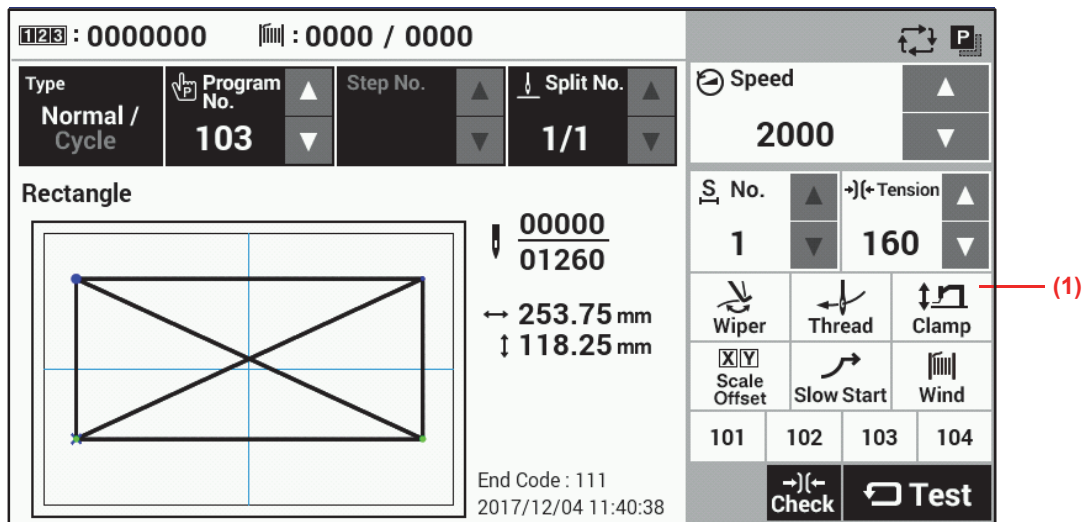 123 : 0000000 : 0000 / 0000
P
Type
Normal /
Cycle
P Program
No.
103
Step No.
Split No.
1/1
Speed
2000
Rectangle
00000
01260
253.75 mm
118.25 mm
End Code : 111
2017/12/04 11:40:38
S No.
1
Tension
160
Wiper
Thread
Clamp
(1)
X Y
Scale
Offset
Slow Start
Wind
101 102 103 104
Check
Test